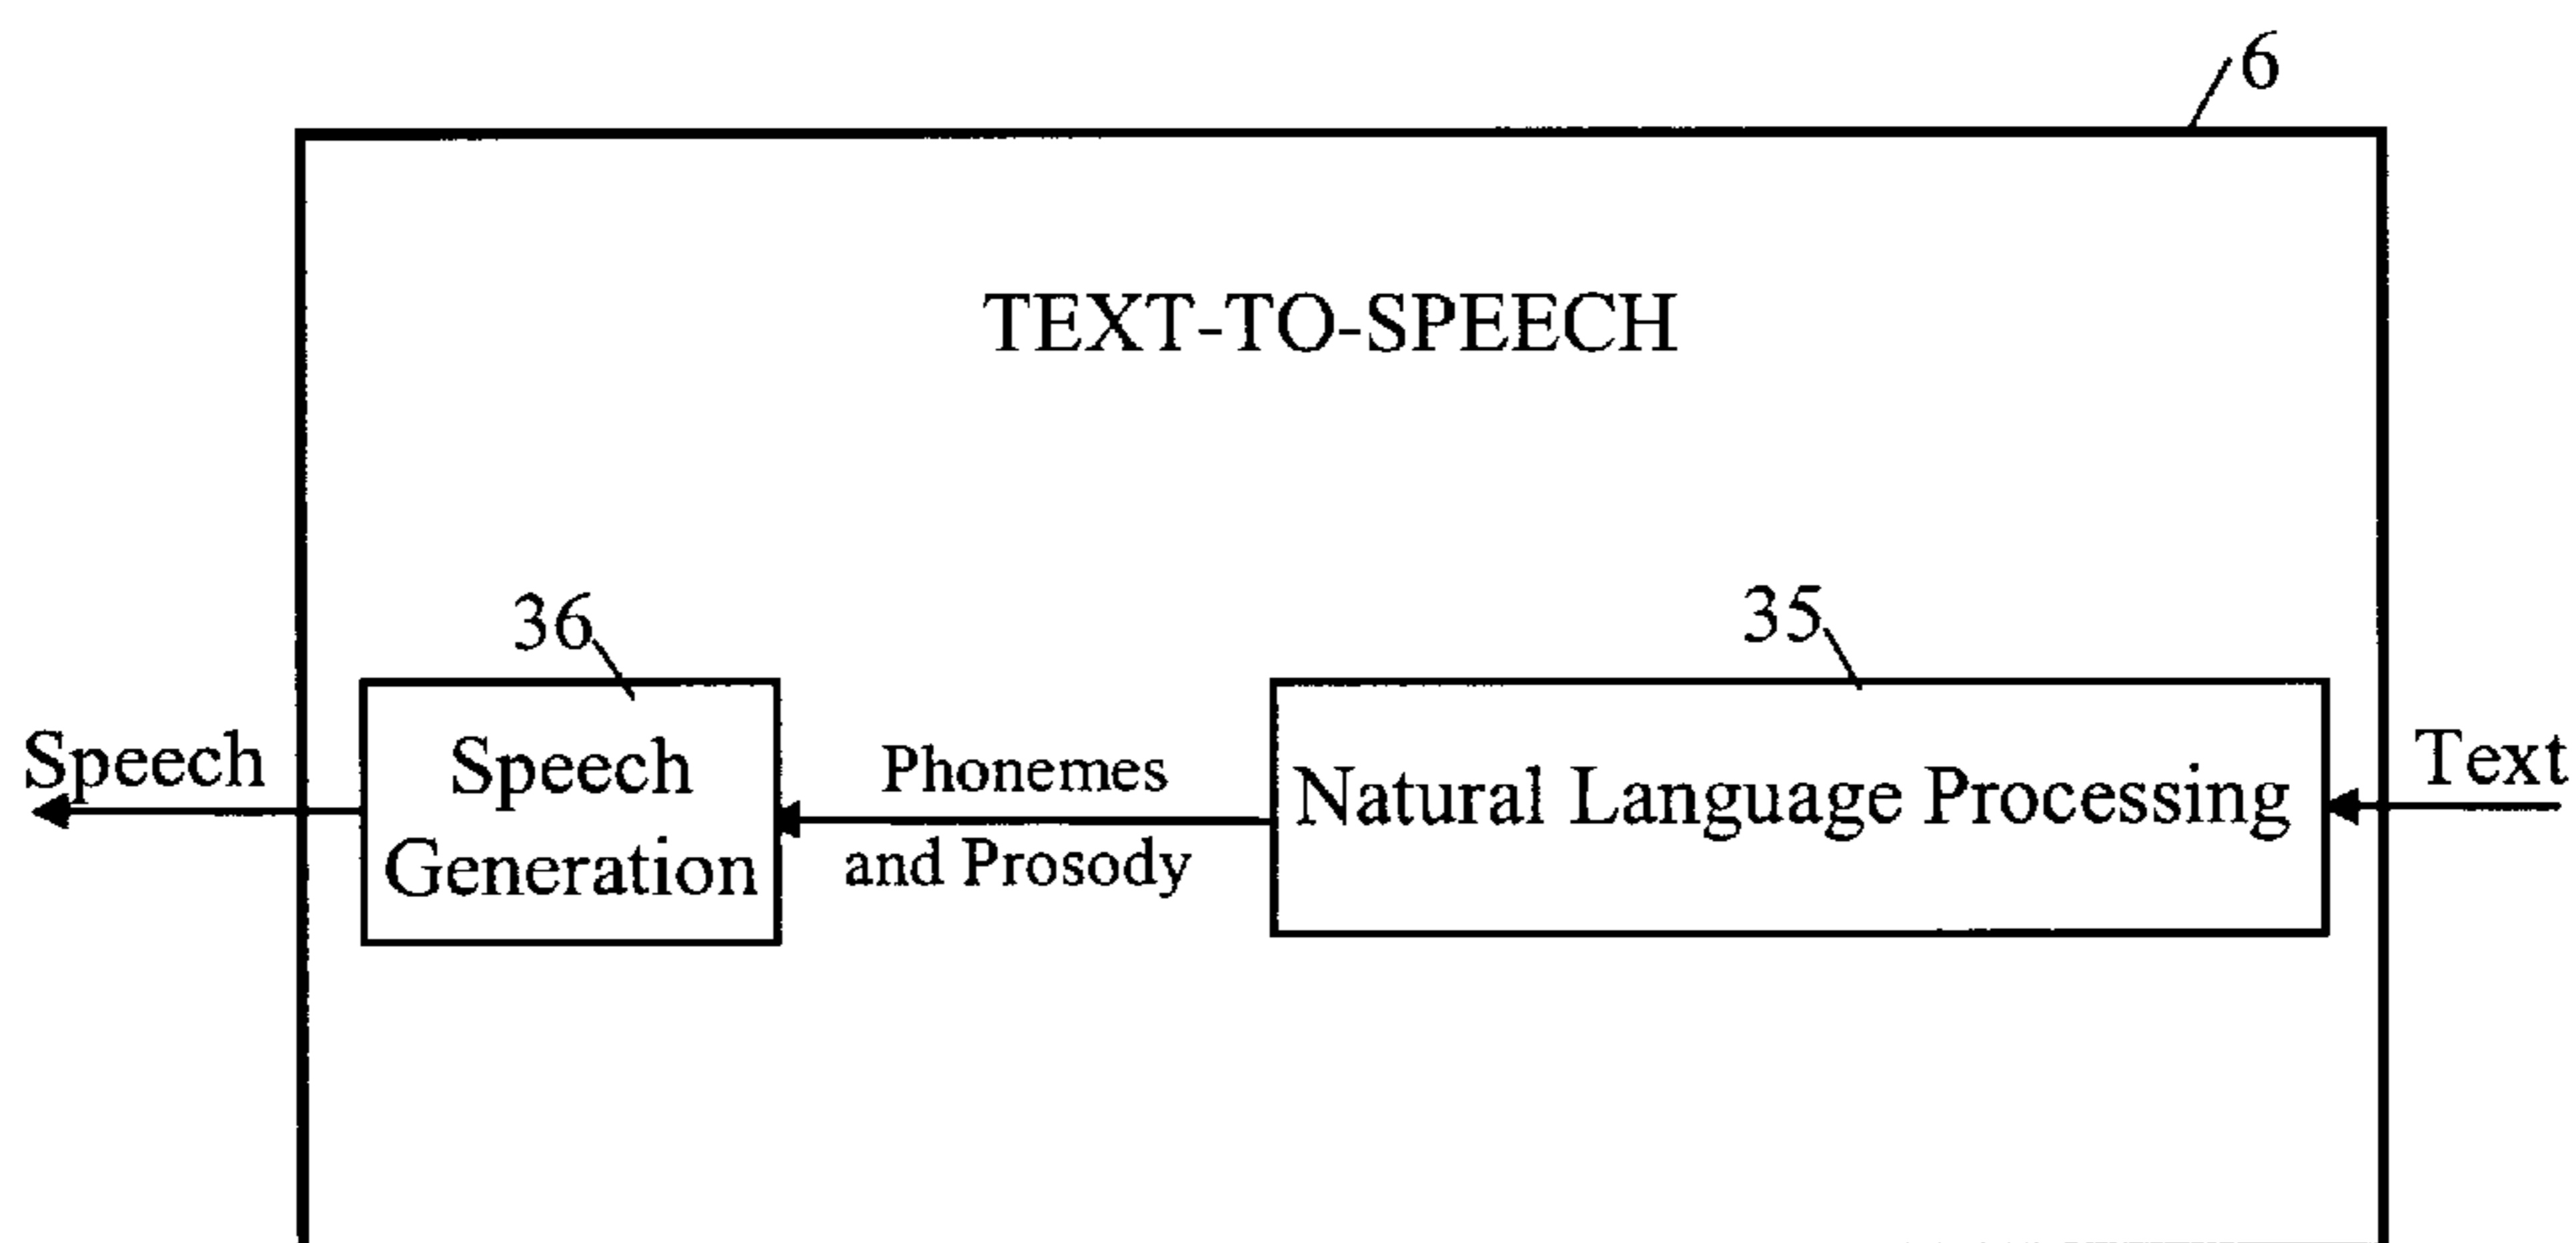 6
TEXT-TO-SPEECH
36
35
Speech
Speech
Generation
Phonemes
and Prosody
Natural Language Processing
Text